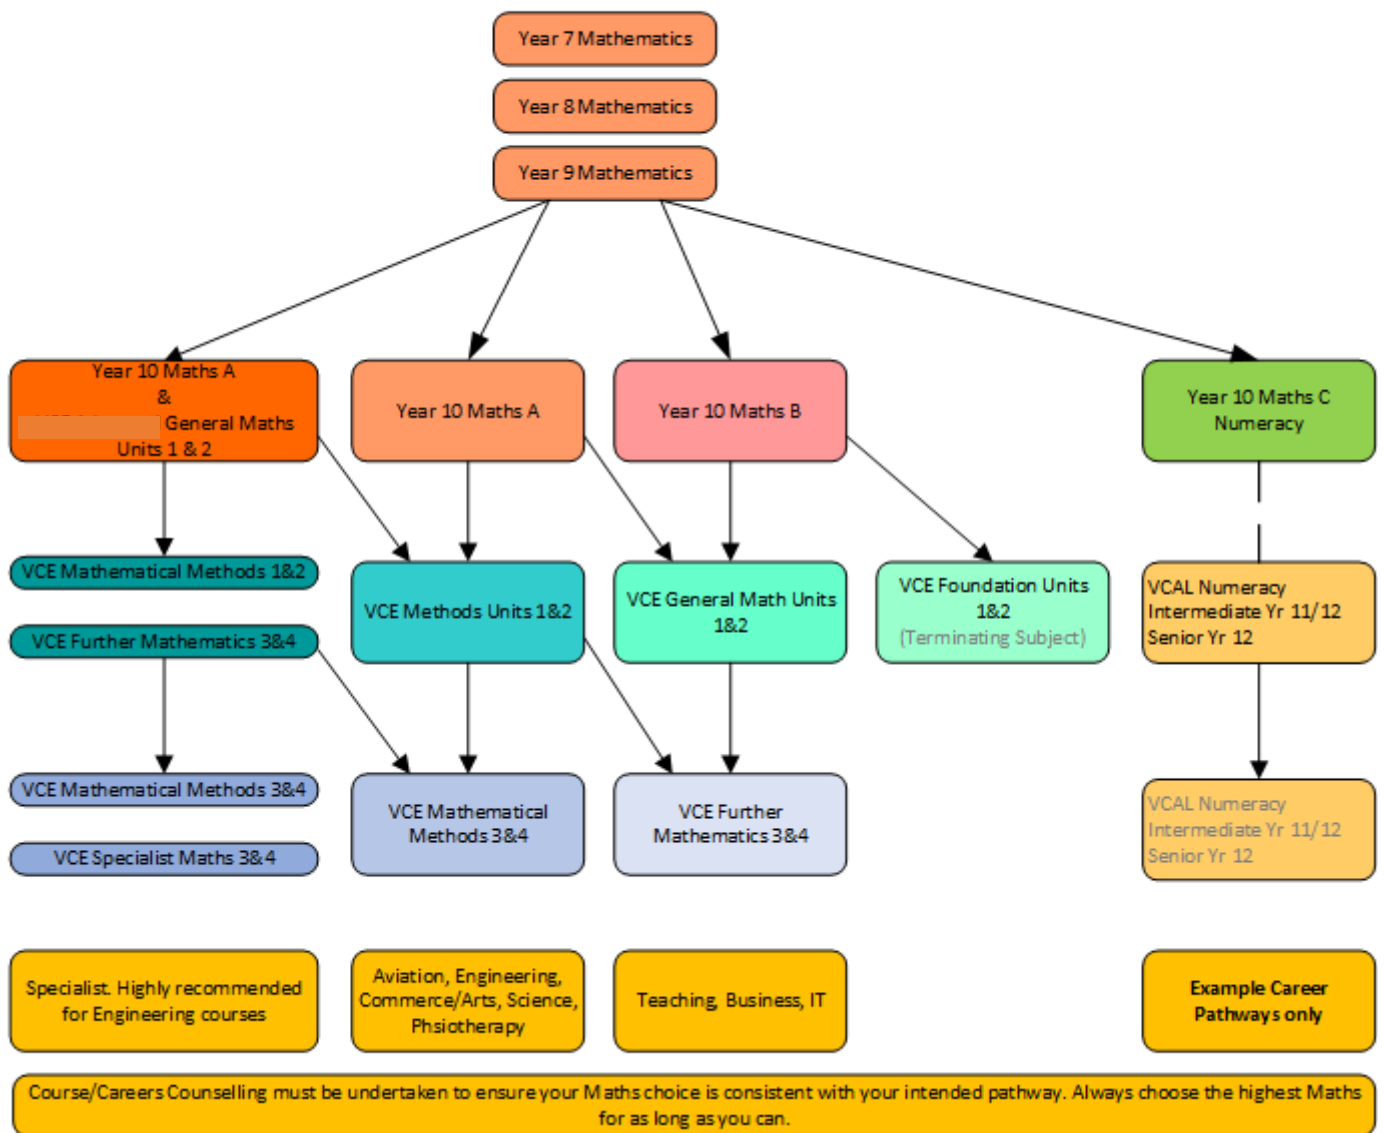 Year 7 Mathematics
Year 8 Mathematics
Year 9 Mathematics
Year 10 Maths A
&
General Maths
Units 1 & 2
Year 10 Maths A
Year 10 Maths B
Year 10 Maths C
Numeracy
VCE Mathematical Methods 1&2
VCE Further Mathematics 3&4
VCE Methods Units 1&2
VCE General Math Units
1&2
VCE Foundation Units
1&2
(Terminating Subject)
VCAL Numeracy
Intermediate Yr 11/12
Senior Yr 12
VCE Mathematical Methods 3&4
VCE Specialist Maths 3&4
VCE Mathematical
Methods 3&4
VCE Further
Mathematics 3&4
VCAL Numeracy
Intermediate Yr 11/12
Senior Yr 12
Specialist. Highly recommended
for Engineering courses
Aviation, Engineering,
Commerce/Arts, Science,
Phsiotherapy
Teaching, Business, IT
Example Career
Pathways only
Course/Careers Counselling must be undertaken to ensure your Maths choice is consistent with your intended pathway. Always choose the highest Maths
for as long as you can.